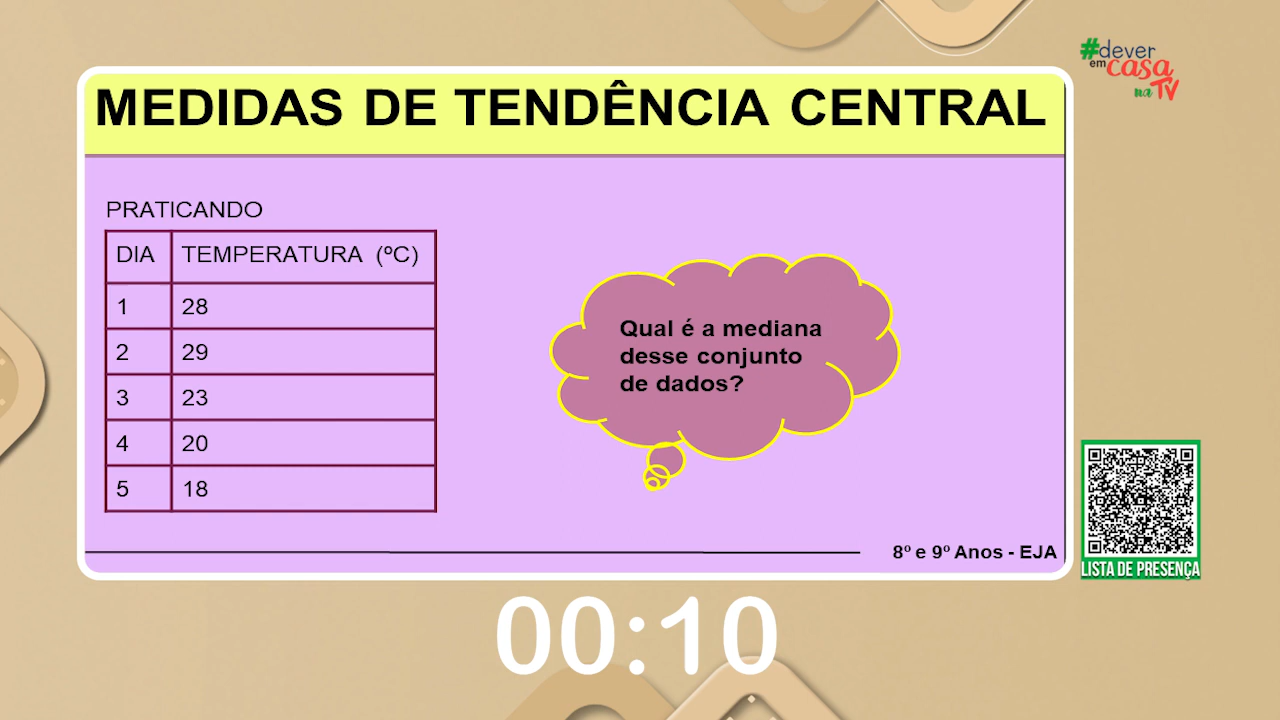 #dever
em casa
na TV
MEDIDAS DE TENDÊNCIA CENTRAL
PRATICANDO
DIA TEMPERATURA (ºC)
1 28
2 29
3 23
4 20
5 18
Qual é a mediana
desse conjunto
de dados?
8º e 9º Anos - EJA
LISTA DE PRESENÇA
00:10